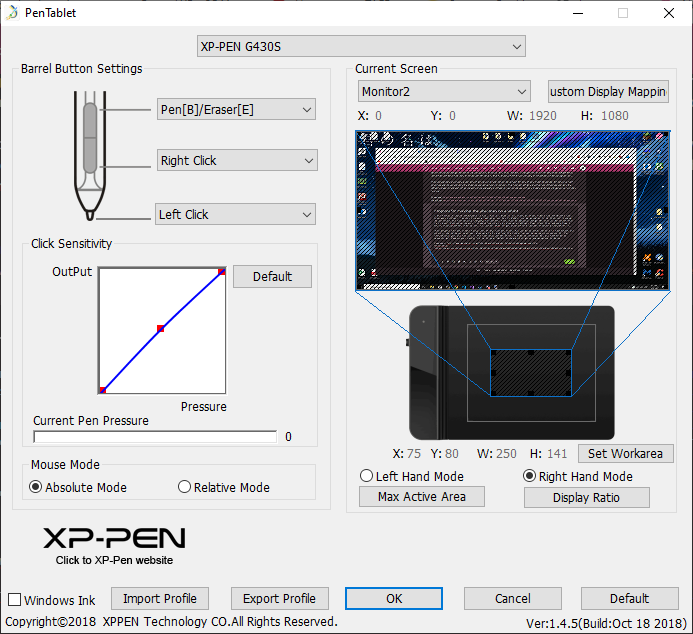 PenTablet
XP-PEN G430S
Barrel Button Settings
Pen[B]/Eraser[E]
Right Click
Left Click
Click Sensitivity
OutPut
Default
Pressure
Current Pen Pressure
0
Mouse Mode
Absolute Mode
Relative Mode
XP-PEN
Click to XP-Pen website
Current Screen
Monitor2
ustom Display Mappin
X: 0 Y: 0 W: 1920 H: 1080
X: 75 Y: 80 W: 250 H: 141
Set Workarea
Left Hand Mode
Right Hand Mode
Max Active Area
Display Ratio
Windows Ink
Import Profile
Export Profile
OK
Cancel
Default
Copyright©2018 XPPEN Technology CO.All Rights Reserved.
Ver:1.4.5(Build:Oct 18 2018)